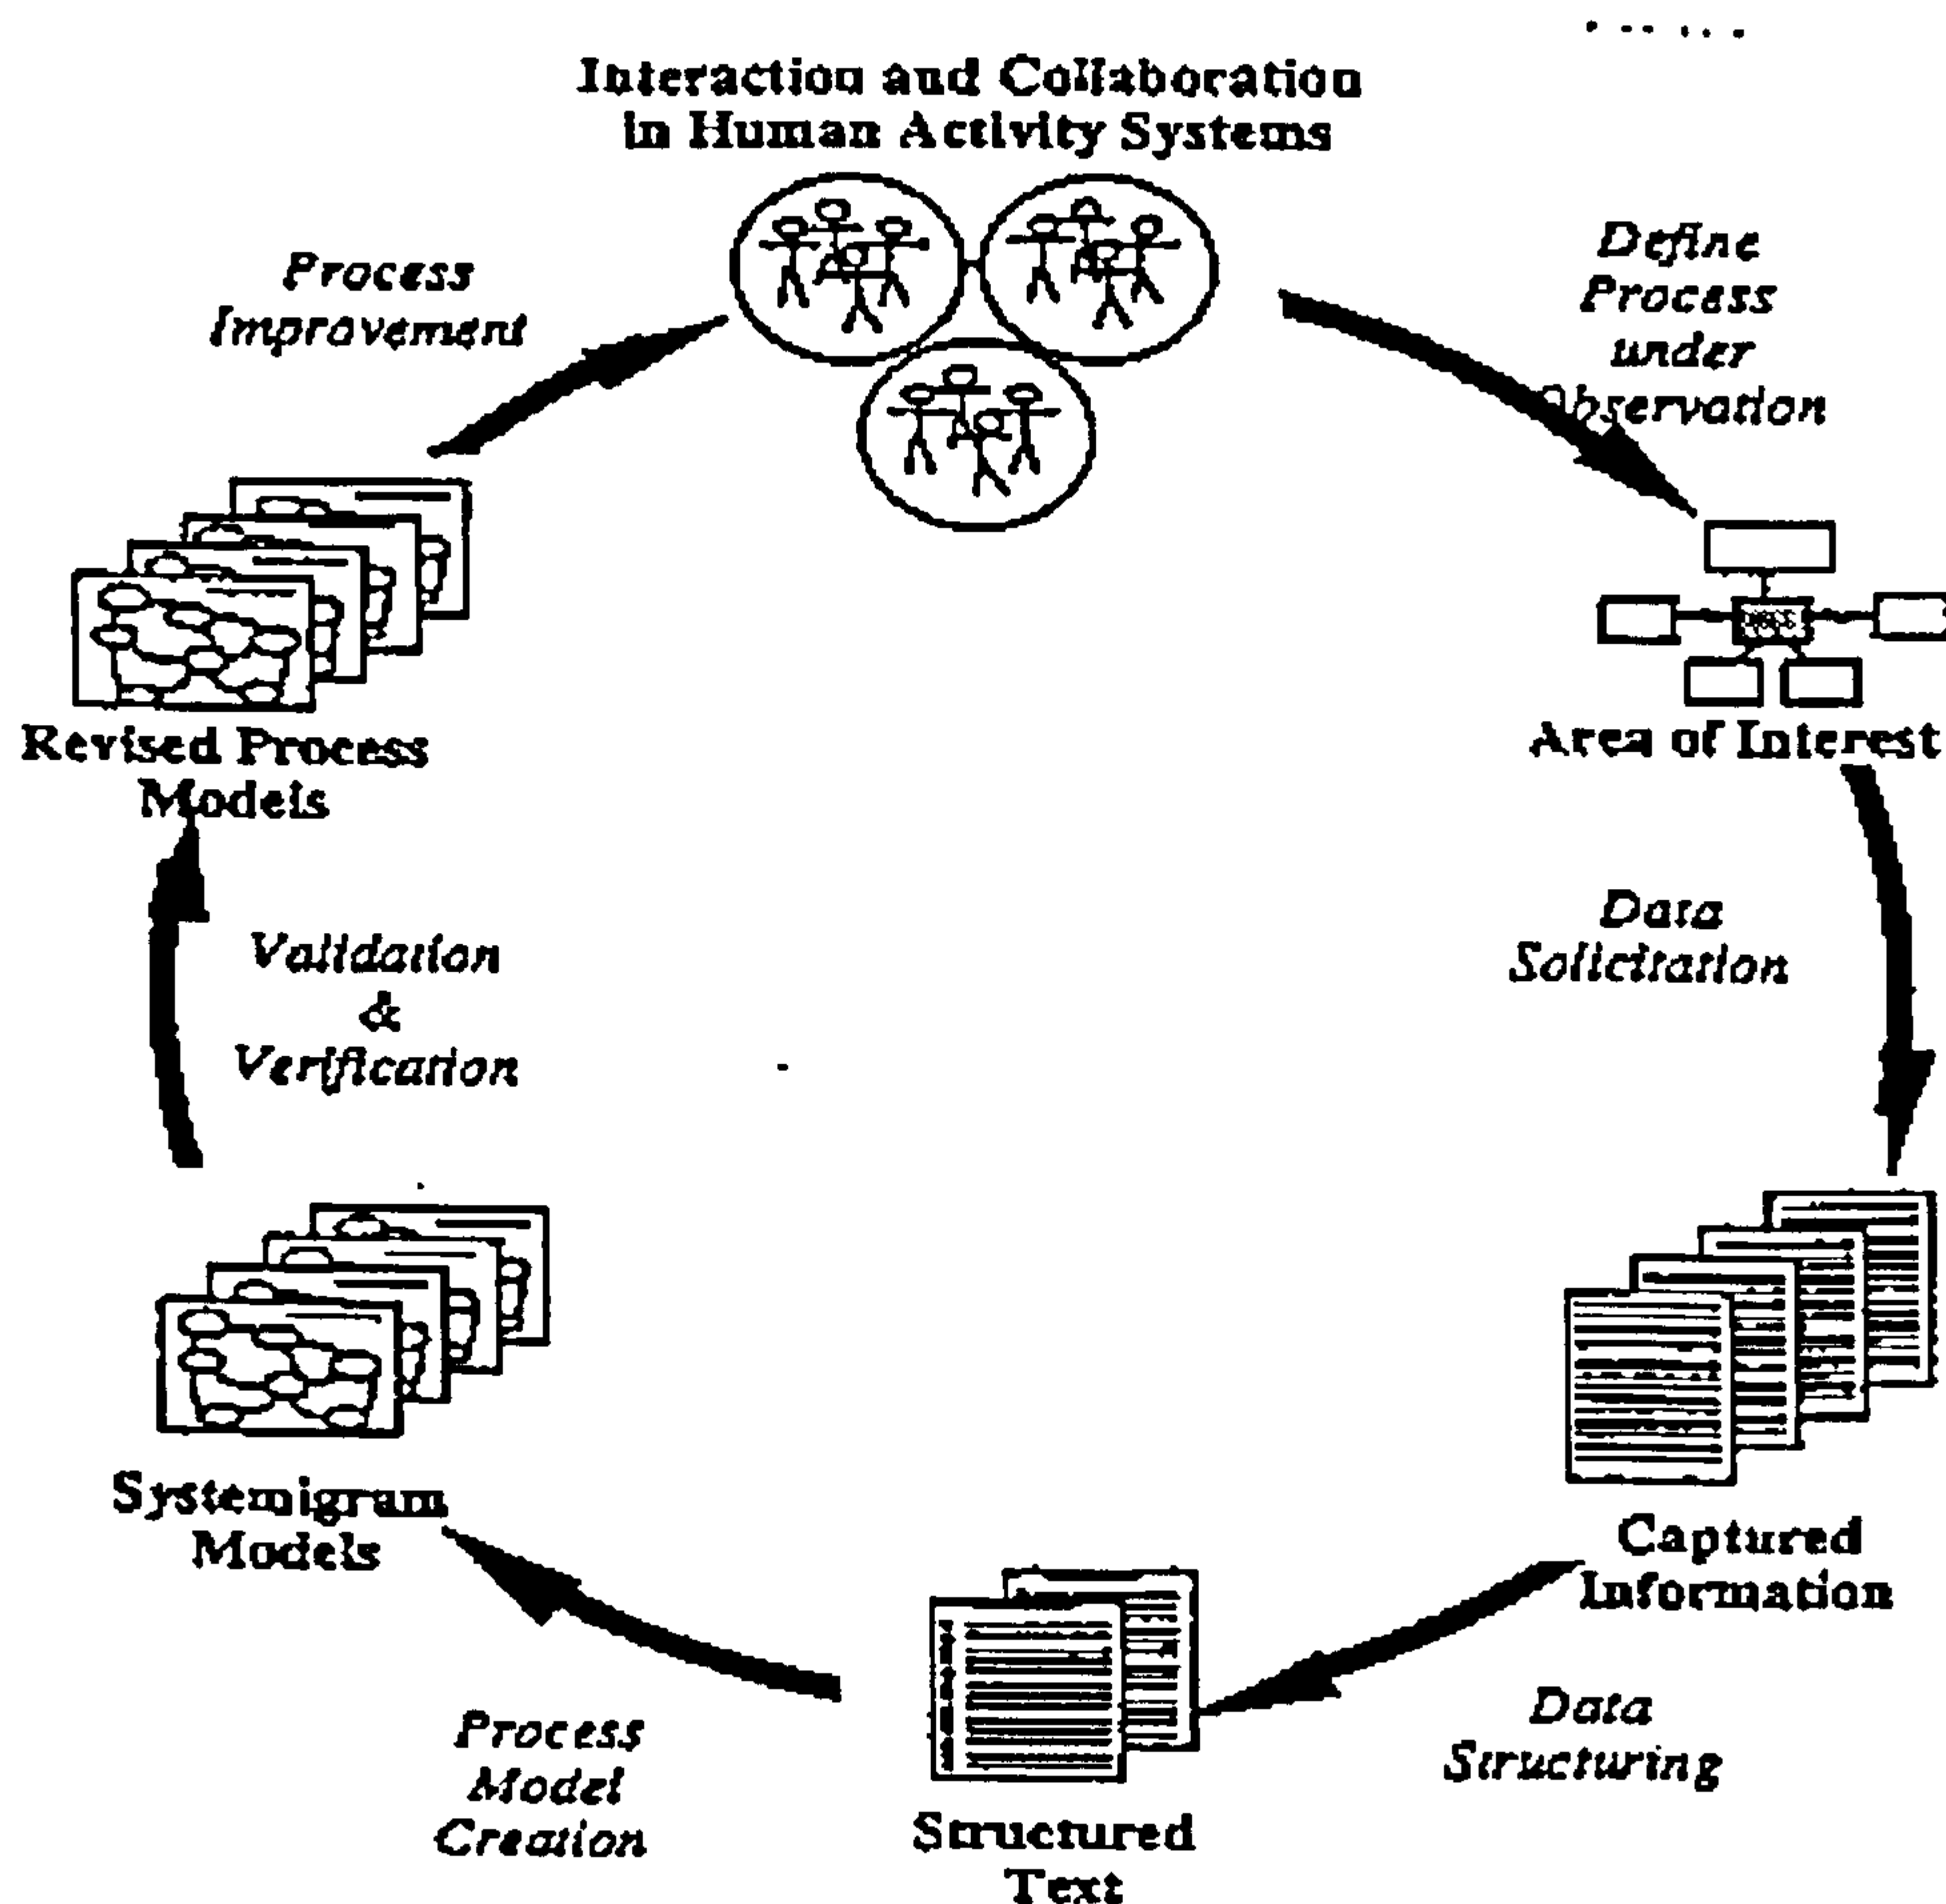 Interaction and Collaboration
in Human Activity Systems
Process
Improvement
Define
Process
under
Observation
Revised Process
Models
Area of Interest
Validation
&
Verification
Data
Solicitation
Systemigram
Models
Captured
Information
Process
Model
Creation
Data
Structuring
Structured
Text